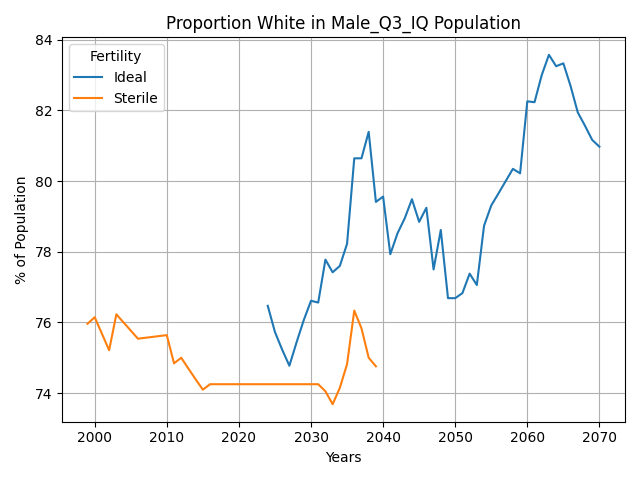 Proportion White in Male_Q3_IQ Population
Fertility
Ideal
Sterile
84
82
80
78
76
74
% of Population
2000 2010 2020 2030 2040 2050 2060 2070
Years